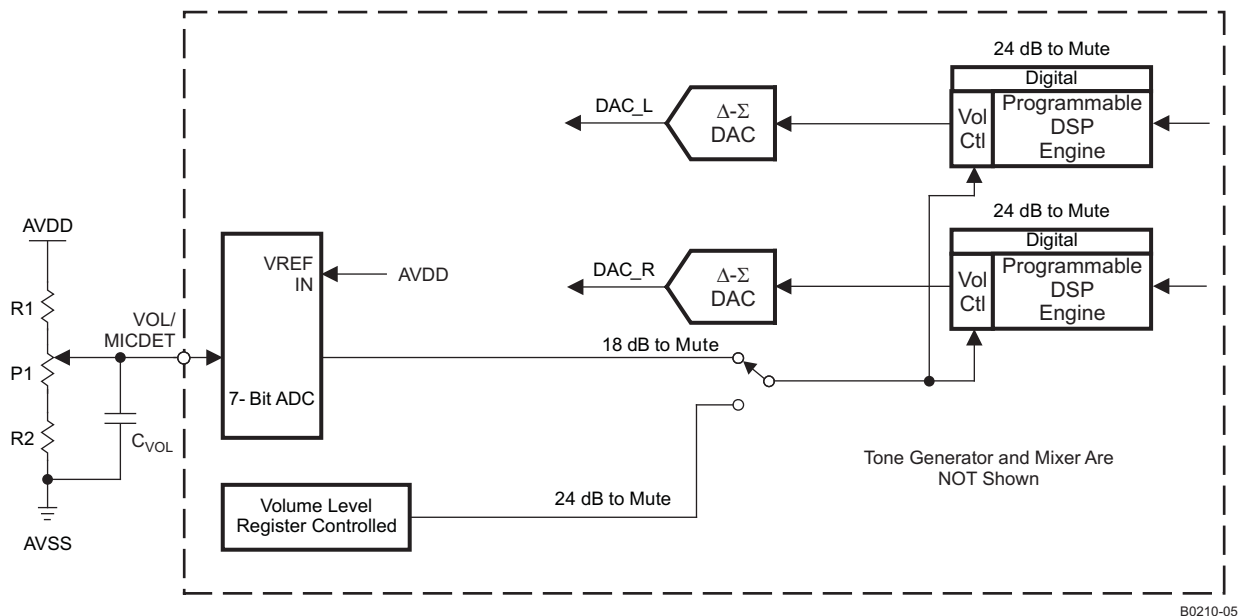 24 dB to Mute
Digital
Vol
Ctl
Programmable
DSP
Engine
DAC_L
Δ-Σ
DAC
24 dB to Mute
Digital
Vol
Ctl
Programmable
DSP
Engine
DAC_R
Δ-Σ
DAC
AVDD
R1
P1
R2
AVSS
CVOL
VOL/
MICDET
VREF
IN
7- Bit ADC
AVDD
18 dB to Mute
Volume Level
Register Controlled
24 dB to Mute
Tone Generator and Mixer Are
NOT Shown
B0210-05